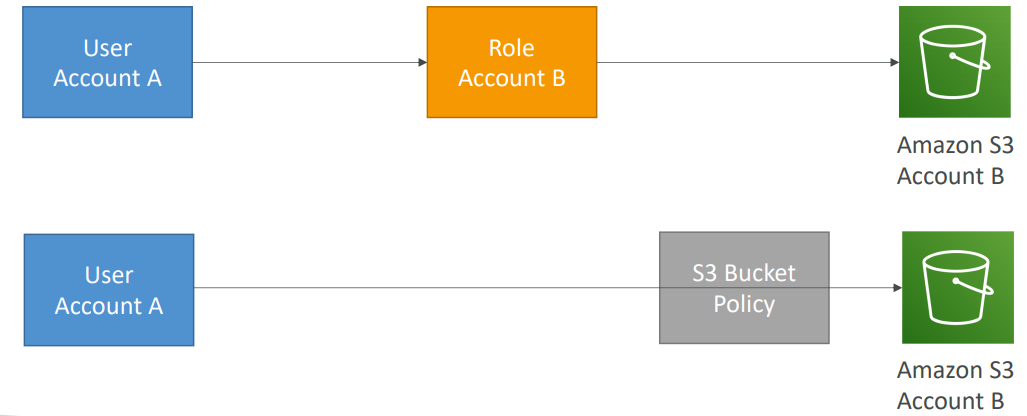 User
Account A
Role
Account B
Amazon S3
Account B
User
Account A
S3 Bucket
Policy
Amazon S3
Account B